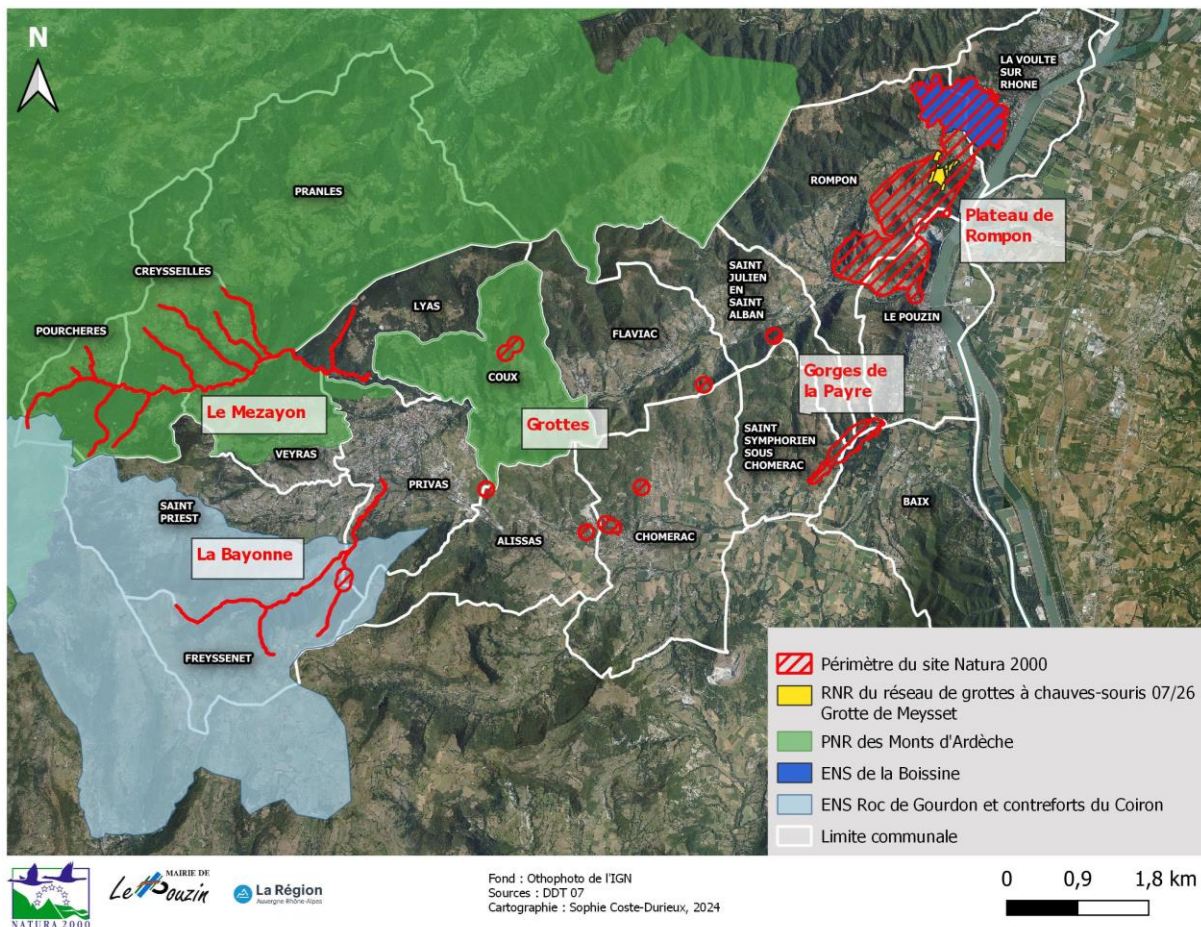 N
LA VOULTE
SUR
RHONE
PRANLES
ROMPON
Plateau de
Rompon
CREYSSEILLES
SAINT
JULIEN
EN
SAINT
ALBAN
LYAS
POURCHERES
FLAVIAC
LE POUZIN
COUX
Gorges de
la Payre
Le Mezayon
Grottes
VEYRAS
SAINT
SYMPHORIEN
SOUS
CHOMERAC
PRIVAS
SAINT
PRIEST
BAIX
ALISSAS
CHOMERAC
La Bayonne
FREYSSENET
Périmètre du site Natura 2000
RNR du réseau de grottes à chauves-souris 07/26
Grotte de Meysset
PNR des Monts d'Ardèche
ENS de la Boissine
ENS Roc de Gourdon et contreforts du Coiron
Limite communale
NATURA 2000
MAIRIE DE
Le Pouzin
La Région
Auvergne Rhône-Alpes
Fond : Othophoto de l'IGN
Sources : DDT 07
Cartographie : Sophie Coste-Durieux, 2024
0 0,9 1,8 km